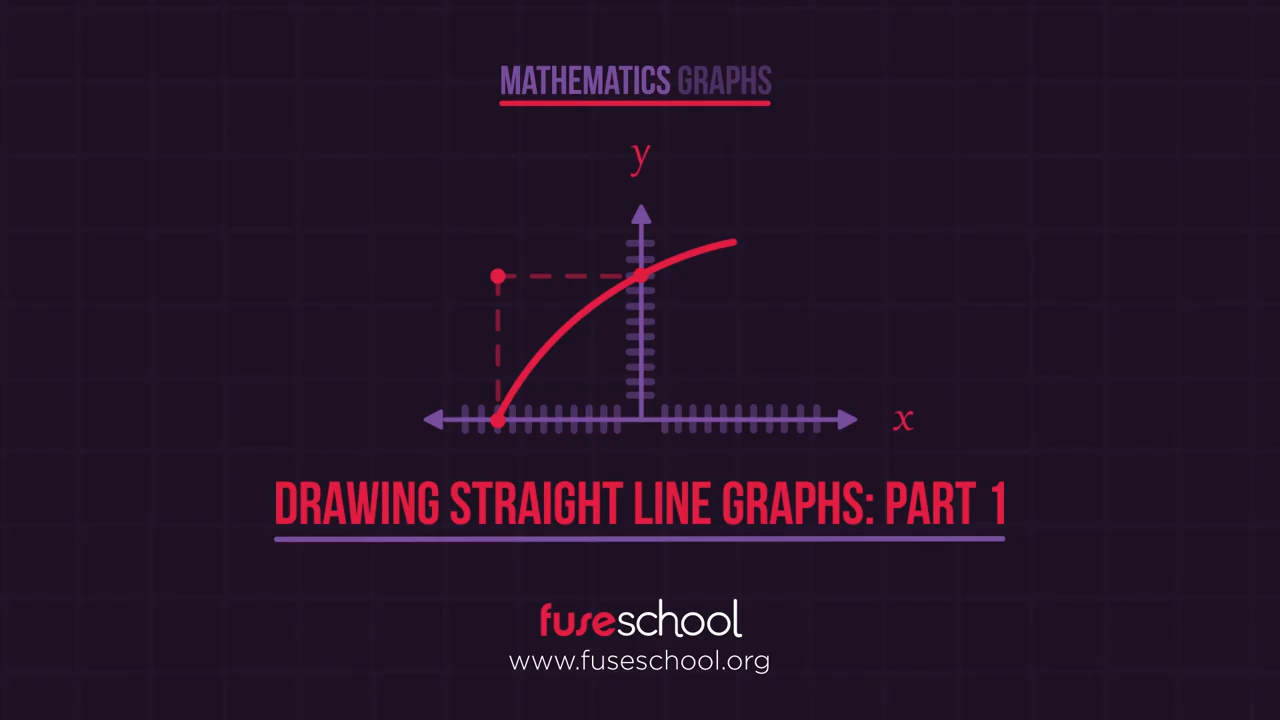 MATHEMATICS GRAPHS
y
x
DRAWING STRAIGHT LINE GRAPHS: PART 1
fuseschool
www.fuseschool.org